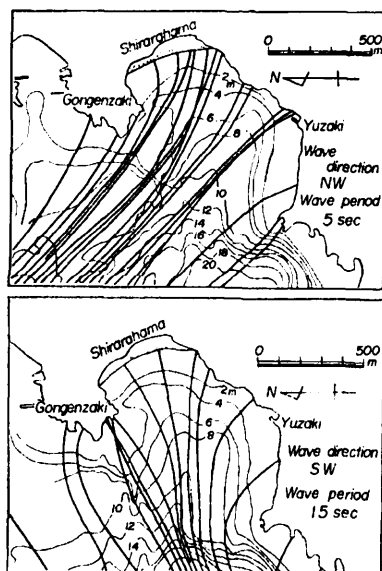 Shirarahama
0 500
m
N
Gongenzaki
2m
4
6
8
Yuzaki
Wave
direction
NW
Wave period
5 sec
10
12
14
16
18
20
Shirarahama
0 500
m
N
Gongenzaki
2m
4
6
8
Yuzaki
Wave direction
SW
Wave period
15 sec
10
12
14